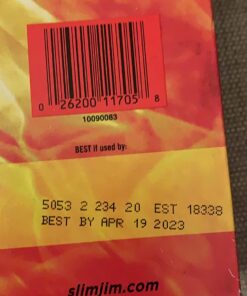 0 26200 11705 8
10090083
BEST if used by:
5053 2 234 20 EST 18338
BEST BY APR 19 2023
slimjim.com